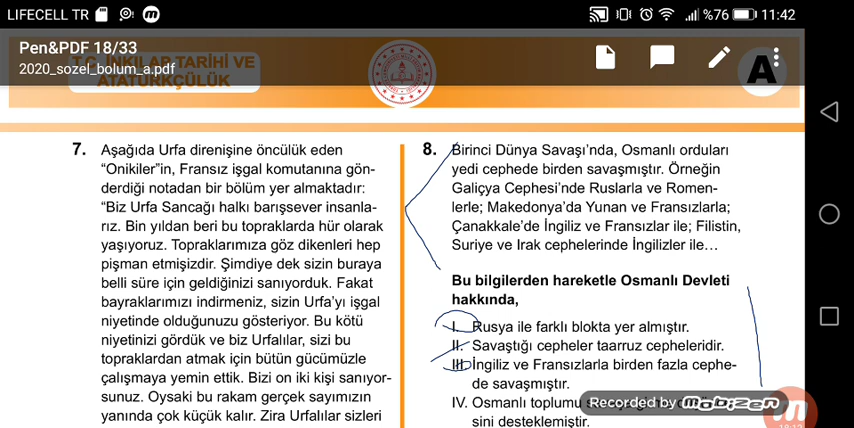 LIFECELL TR
%76 11:42
Pen&PDF 18/33
2020_sozel_bolum_a.pdf
T.C. İNKILAP TARİHİ VE
ATATÜRKÇÜLÜK
A
7. Aşağıda Urfa direnişine öncülük eden
“Onikiler”in, Fransız işgal komutanına gön-
derdiği notadan bir bölüm yer almaktadır:
“Biz Urfa Sancağı halkı barışsever insanla-
rız. Bin yıldan beri bu topraklarda hür olarak
yaşıyoruz. Topraklarımıza göz dikenleri hep
pişman etmişizdir. Şimdiye dek sizin buraya
belli süre için geldiğinizi sanıyorduk. Fakat
bayraklarımızı indirmeniz, sizin Urfa’yı işgal
niyetinde olduğunuzu gösteriyor. Bu kötü
niyetinizi gördük ve biz Urfalılar, sizi bu
topraklardan atmak için bütün gücümüzle
çalışmaya yemin ettik. Bizi on iki kişi sanıyor-
sunuz. Oysaki bu rakam gerçek sayımızın
yanında çok küçük kalır. Zira Urfalılar sizleri
8. Birinci Dünya Savaşı’nda, Osmanlı orduları
yedi cephede birden savaşmıştır. Örneğin
Galiçya Cephesi’nde Ruslarla ve Romen-
lerle; Makedonya’da Yunan ve Fransızlarla;
Çanakkale’de İngiliz ve Fransızlar ile; Filistin,
Suriye ve Irak cephelerinde İngilizler ile…
Bu bilgilerden hareketle Osmanlı Devleti
hakkında,
I. Rusya ile farklı blokta yer almıştır.
II. Savaştığı cepheler taarruz cepheleridir.
III. İngiliz ve Fransızlarla birden fazla cephe-
de savaşmıştır.
IV. Osmanlı toplumu
sini desteklemiştir.
Recorded by Mobizen
18:12